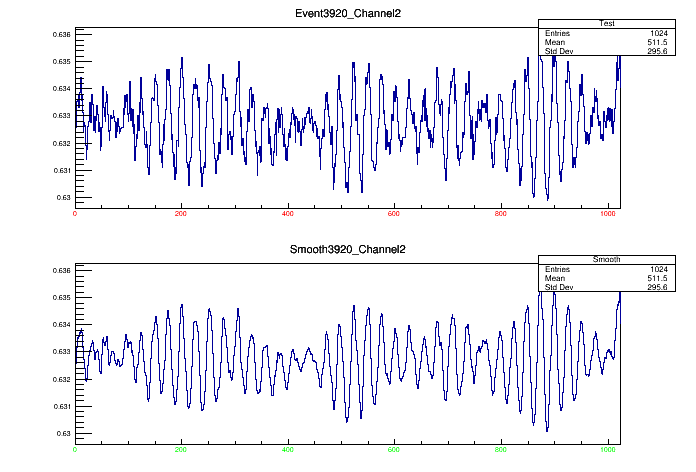 Event3920_Channel2
Test
Entries 1024
Mean 511.5
Std Dev 295.6
0.636
0.635
0.634
0.633
0.632
0.631
0.63
0 200 400 600 800 1000
Smooth3920_Channel2
Smooth
Entries 1024
Mean 511.5
Std Dev 295.6
0.636
0.635
0.634
0.633
0.632
0.631
0.63
0 200 400 600 800 1000